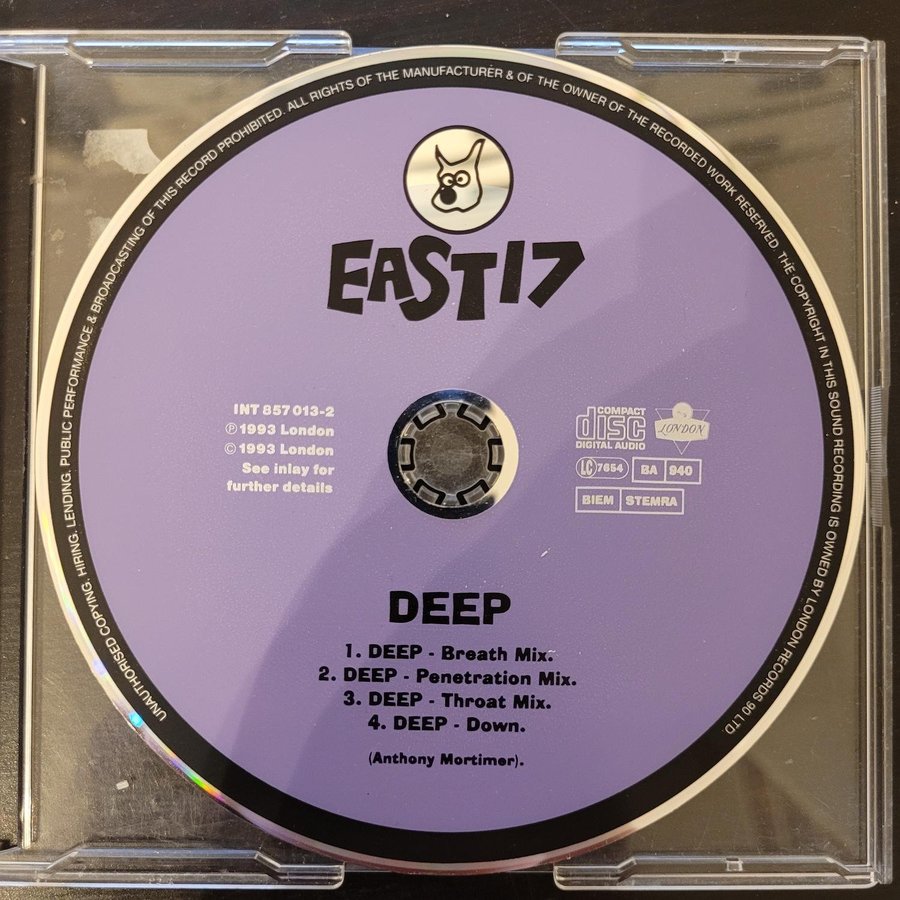 UNAUTHORISED COPYING. HIRING. LENDING. PUBLIC PERFORMANCE & BROADCASTING OF THIS RECORD PROHIBITED. ALL RIGHTS OF THE MANUFACTURER & OF THE OWNER OF THE RECORDED WORK RESERVED. THE COPYRIGHT IN THIS SOUND RECORDING IS OWNED BY LONDON RECORDS 90 LTD.
EAST 17
INT 857 013-2
℗ 1993 London
© 1993 London
See inlay for
further details
COMPACT
disc
DIGITAL AUDIO
LONDON
LC 7654
BA 940
BIEM STEMRA
DEEP
1. DEEP - Breath Mix.
2. DEEP - Penetration Mix.
3. DEEP - Throat Mix.
4. DEEP - Down.
(Anthony Mortimer).